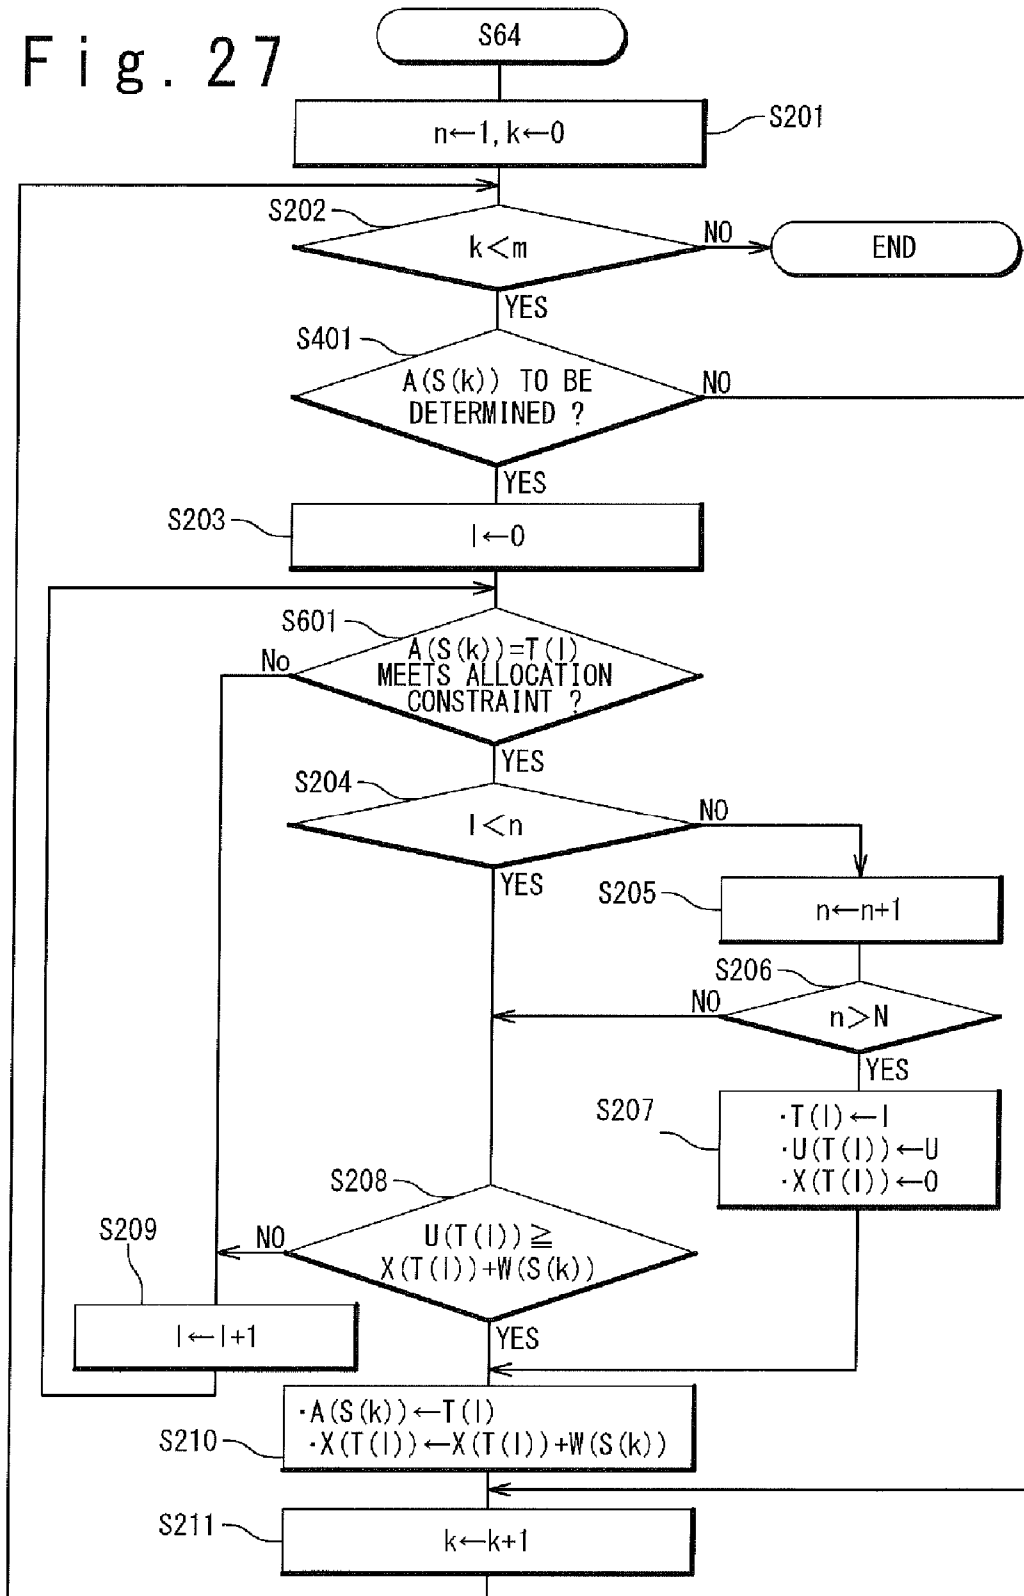 Fig. 27
S64
n←1, k←0
S201
S202
k<m
NO
END
YES
S401
A(S(k)) TO BE
DETERMINED ?
NO
YES
S203
l←0
S601
A(S(k))=T(l)
MEETS ALLOCATION
CONSTRAINT ?
No
YES
S204
l<n
NO
YES
S205
n←n+1
S206
n>N
NO
YES
S207
·T(l)←l
·U(T(l))←U
·X(T(l))←0
S208
U(T(l))≧
X(T(l))+W(S(k))
NO
YES
S209
l←l+1
S210
·A(S(k))←T(l)
·X(T(l))←X(T(l))+W(S(k))
S211
k←k+1